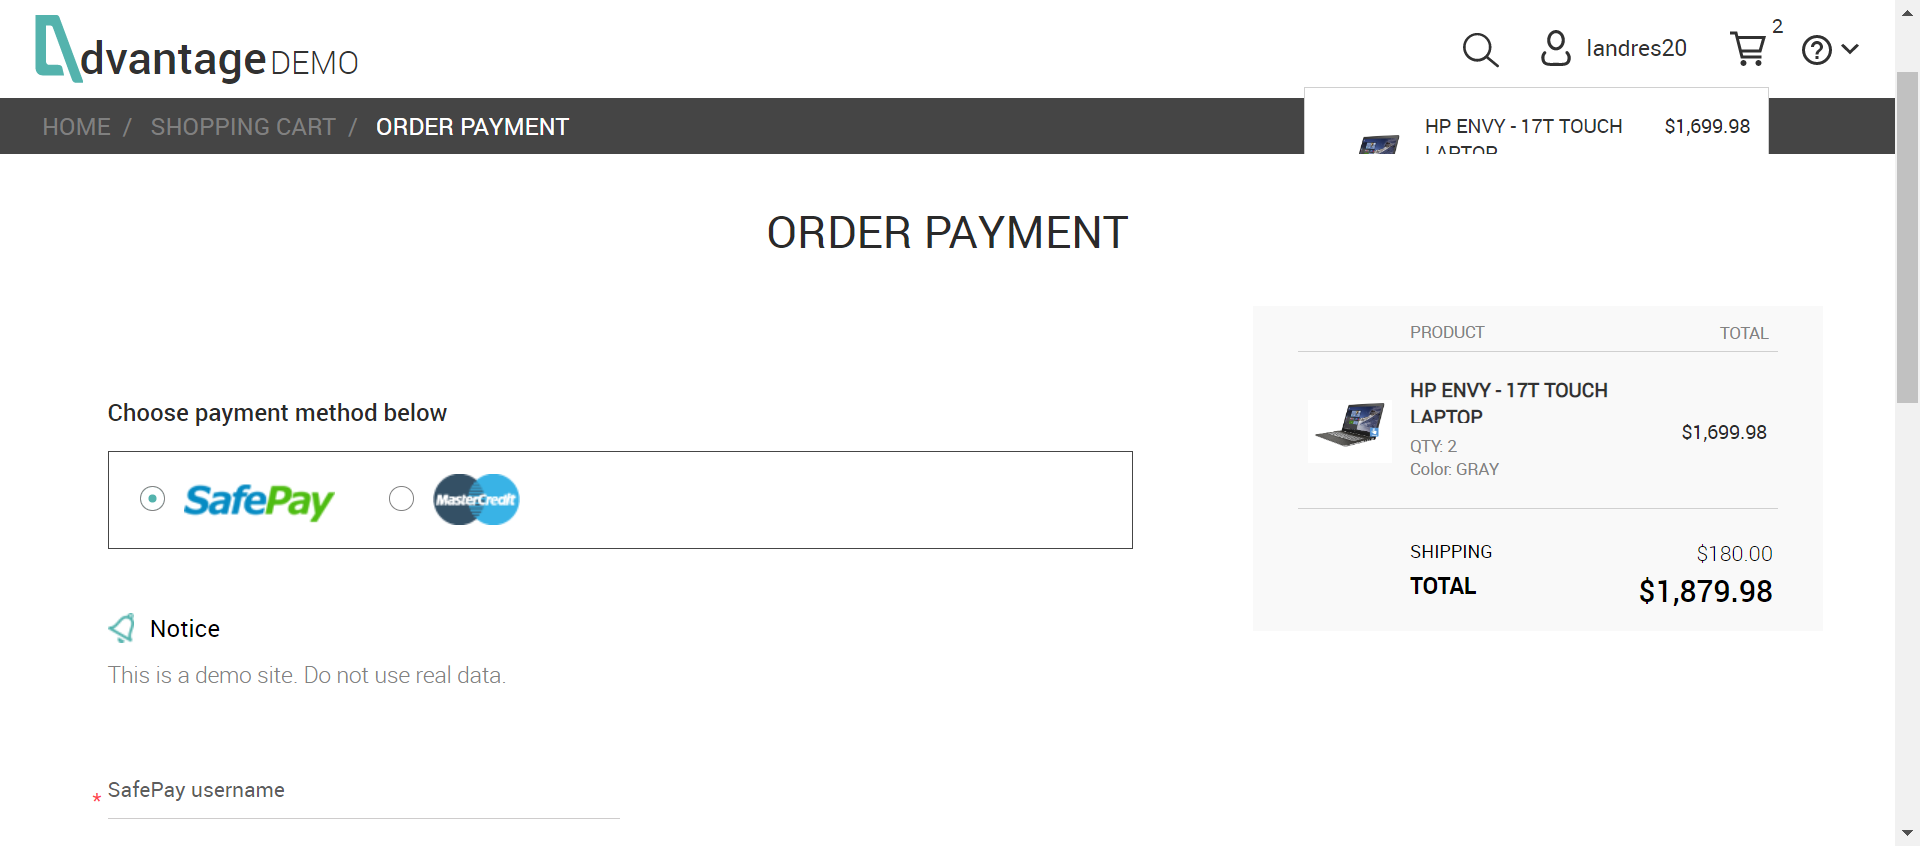 dvantage DEMO
landres20
2
HOME / SHOPPING CART / ORDER PAYMENT
HP ENVY - 17T TOUCH $1,699.98
LAPTOP
ORDER PAYMENT
PRODUCT TOTAL
HP ENVY - 17T TOUCH
LAPTOP
$1,699.98
QTY: 2
Color: GRAY
SHIPPING $180.00
TOTAL $1,879.98
Choose payment method below
SafePay MasterCredit
Notice
This is a demo site. Do not use real data.
* SafePay username